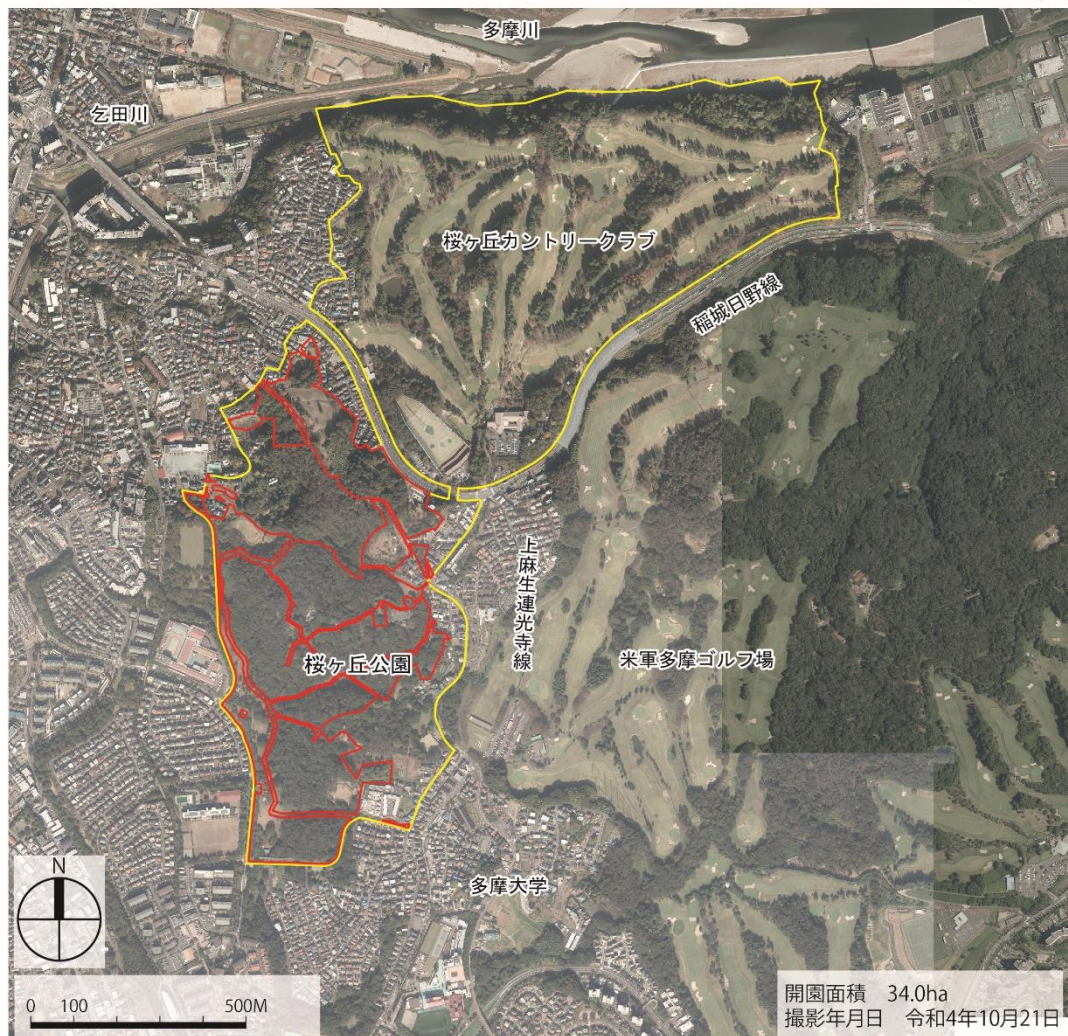 多摩川
乞田川
桜ヶ丘カントリークラブ
稲城日野線
上麻生連光寺線
米軍多摩ゴルフ場
桜ヶ丘公園
多摩大学
N
0 100 500M
開園面積 34.0ha
撮影年月日 令和4年10月21日